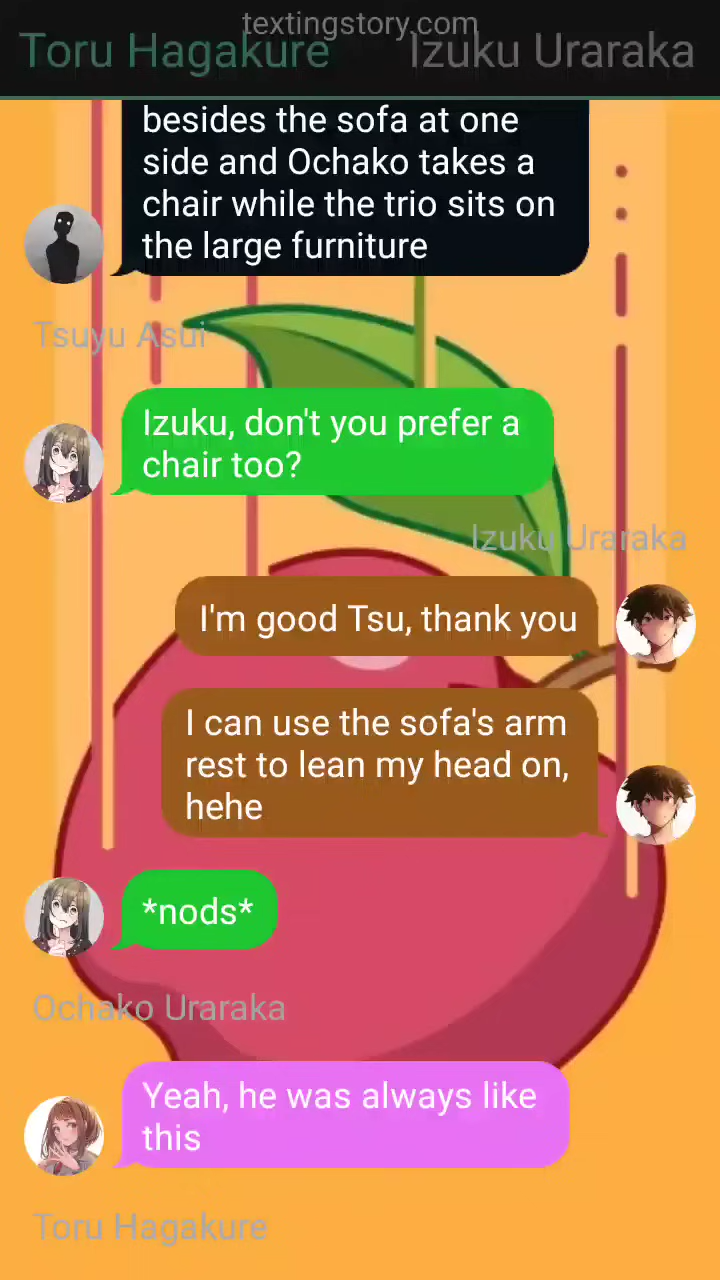 textingstory.com
Toru Hagakure
Izuku Uraraka
besides the sofa at one
side and Ochako takes a
chair while the trio sits on
the large furniture
Tsuyu Asui
Izuku, don't you prefer a
chair too?
Izuku Uraraka
I'm good Tsu, thank you
I can use the sofa's arm
rest to lean my head on,
hehe
*nods*
Ochako Uraraka
Yeah, he was always like
this
Toru Hagakure